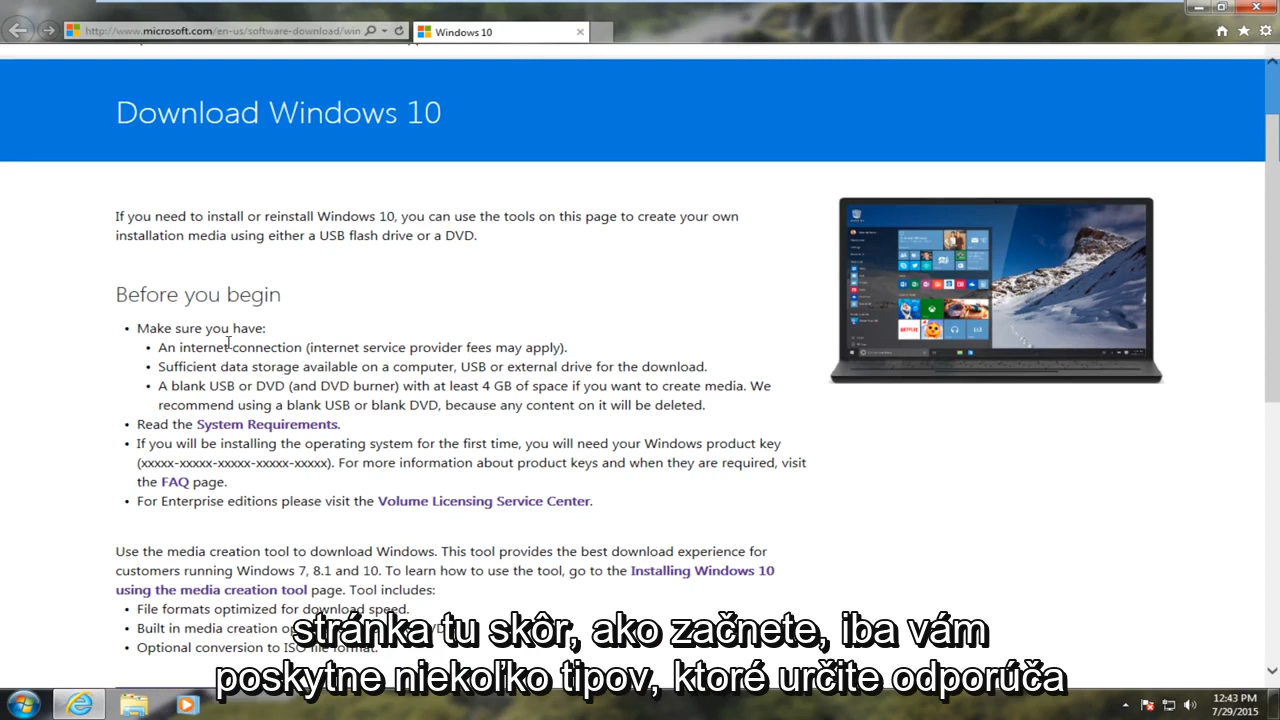 http://www.microsoft.com/en-us/software-download/win
Windows 10
Download Windows 10
If you need to install or reinstall Windows 10, you can use the tools on this page to create your own
installation media using either a USB flash drive or a DVD.
Before you begin
• Make sure you have:
• An internet connection (internet service provider fees may apply).
• Sufficient data storage available on a computer, USB or external drive for the download.
• A blank USB or DVD (and DVD burner) with at least 4 GB of space if you want to create media. We
recommend using a blank USB or blank DVD, because any content on it will be deleted.
• Read the System Requirements.
• If you will be installing the operating system for the first time, you will need your Windows product key
(xxxxx-xxxxx-xxxxx-xxxxx-xxxxx). For more information about product keys and when they are required, visit
the FAQ page.
• For Enterprise editions please visit the Volume Licensing Service Center.
Use the media creation tool to download Windows. This tool provides the best download experience for
customers running Windows 7, 8.1 and 10. To learn how to use the tool, go to the Installing Windows 10
using the media creation tool page. Tool includes:
• File formats optimized for download speed.
• Built in media creation
• Optional conversion to ISO file format.
stránka tu skôr, ako začnete, iba vám
poskytne niekoľko tipov, ktoré určite odporúča
12:43 PM
7/29/2015